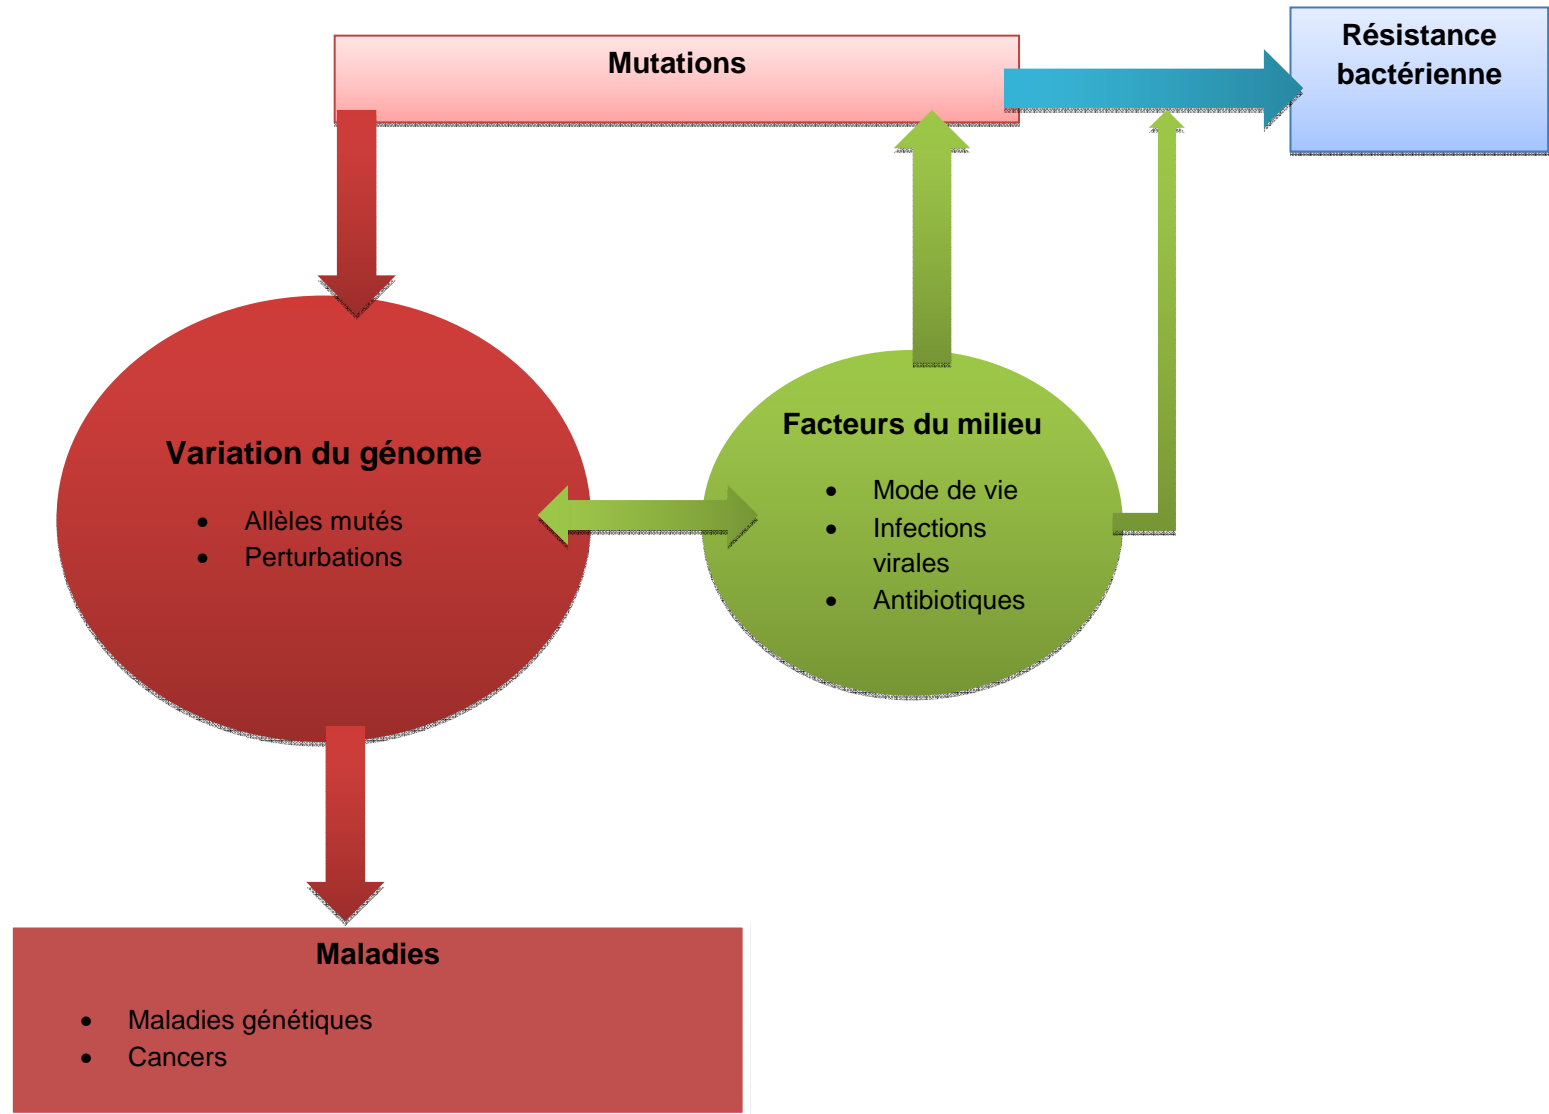 Mutations
Résistance
bactérienne
Variation du génome
• Allèles mutés
• Perturbations
Facteurs du milieu
• Mode de vie
• Infections
virales
• Antibiotiques
Maladies
• Maladies génétiques
• Cancers